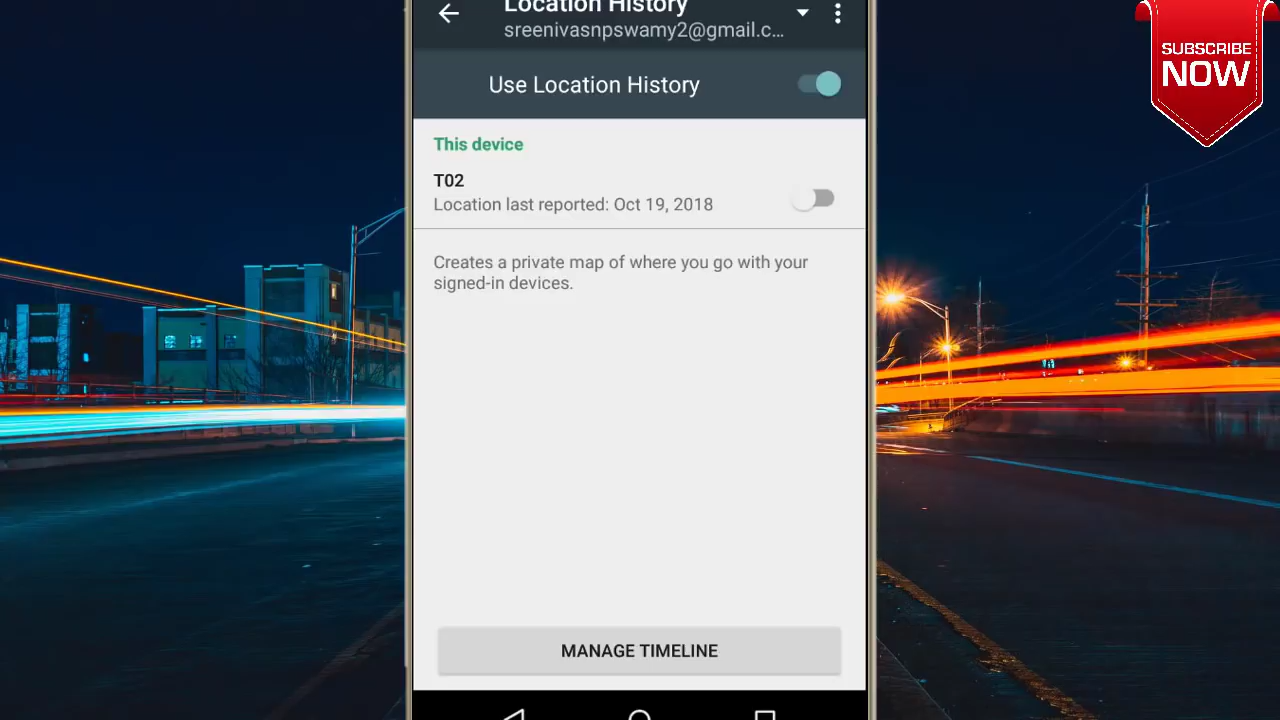 Location History
sreenivasnpswamy2@gmail.c...
Use Location History
This device
T02
Location last reported: Oct 19, 2018
Creates a private map of where you go with your
signed-in devices.
MANAGE TIMELINE
SUBSCRIBE
NOW